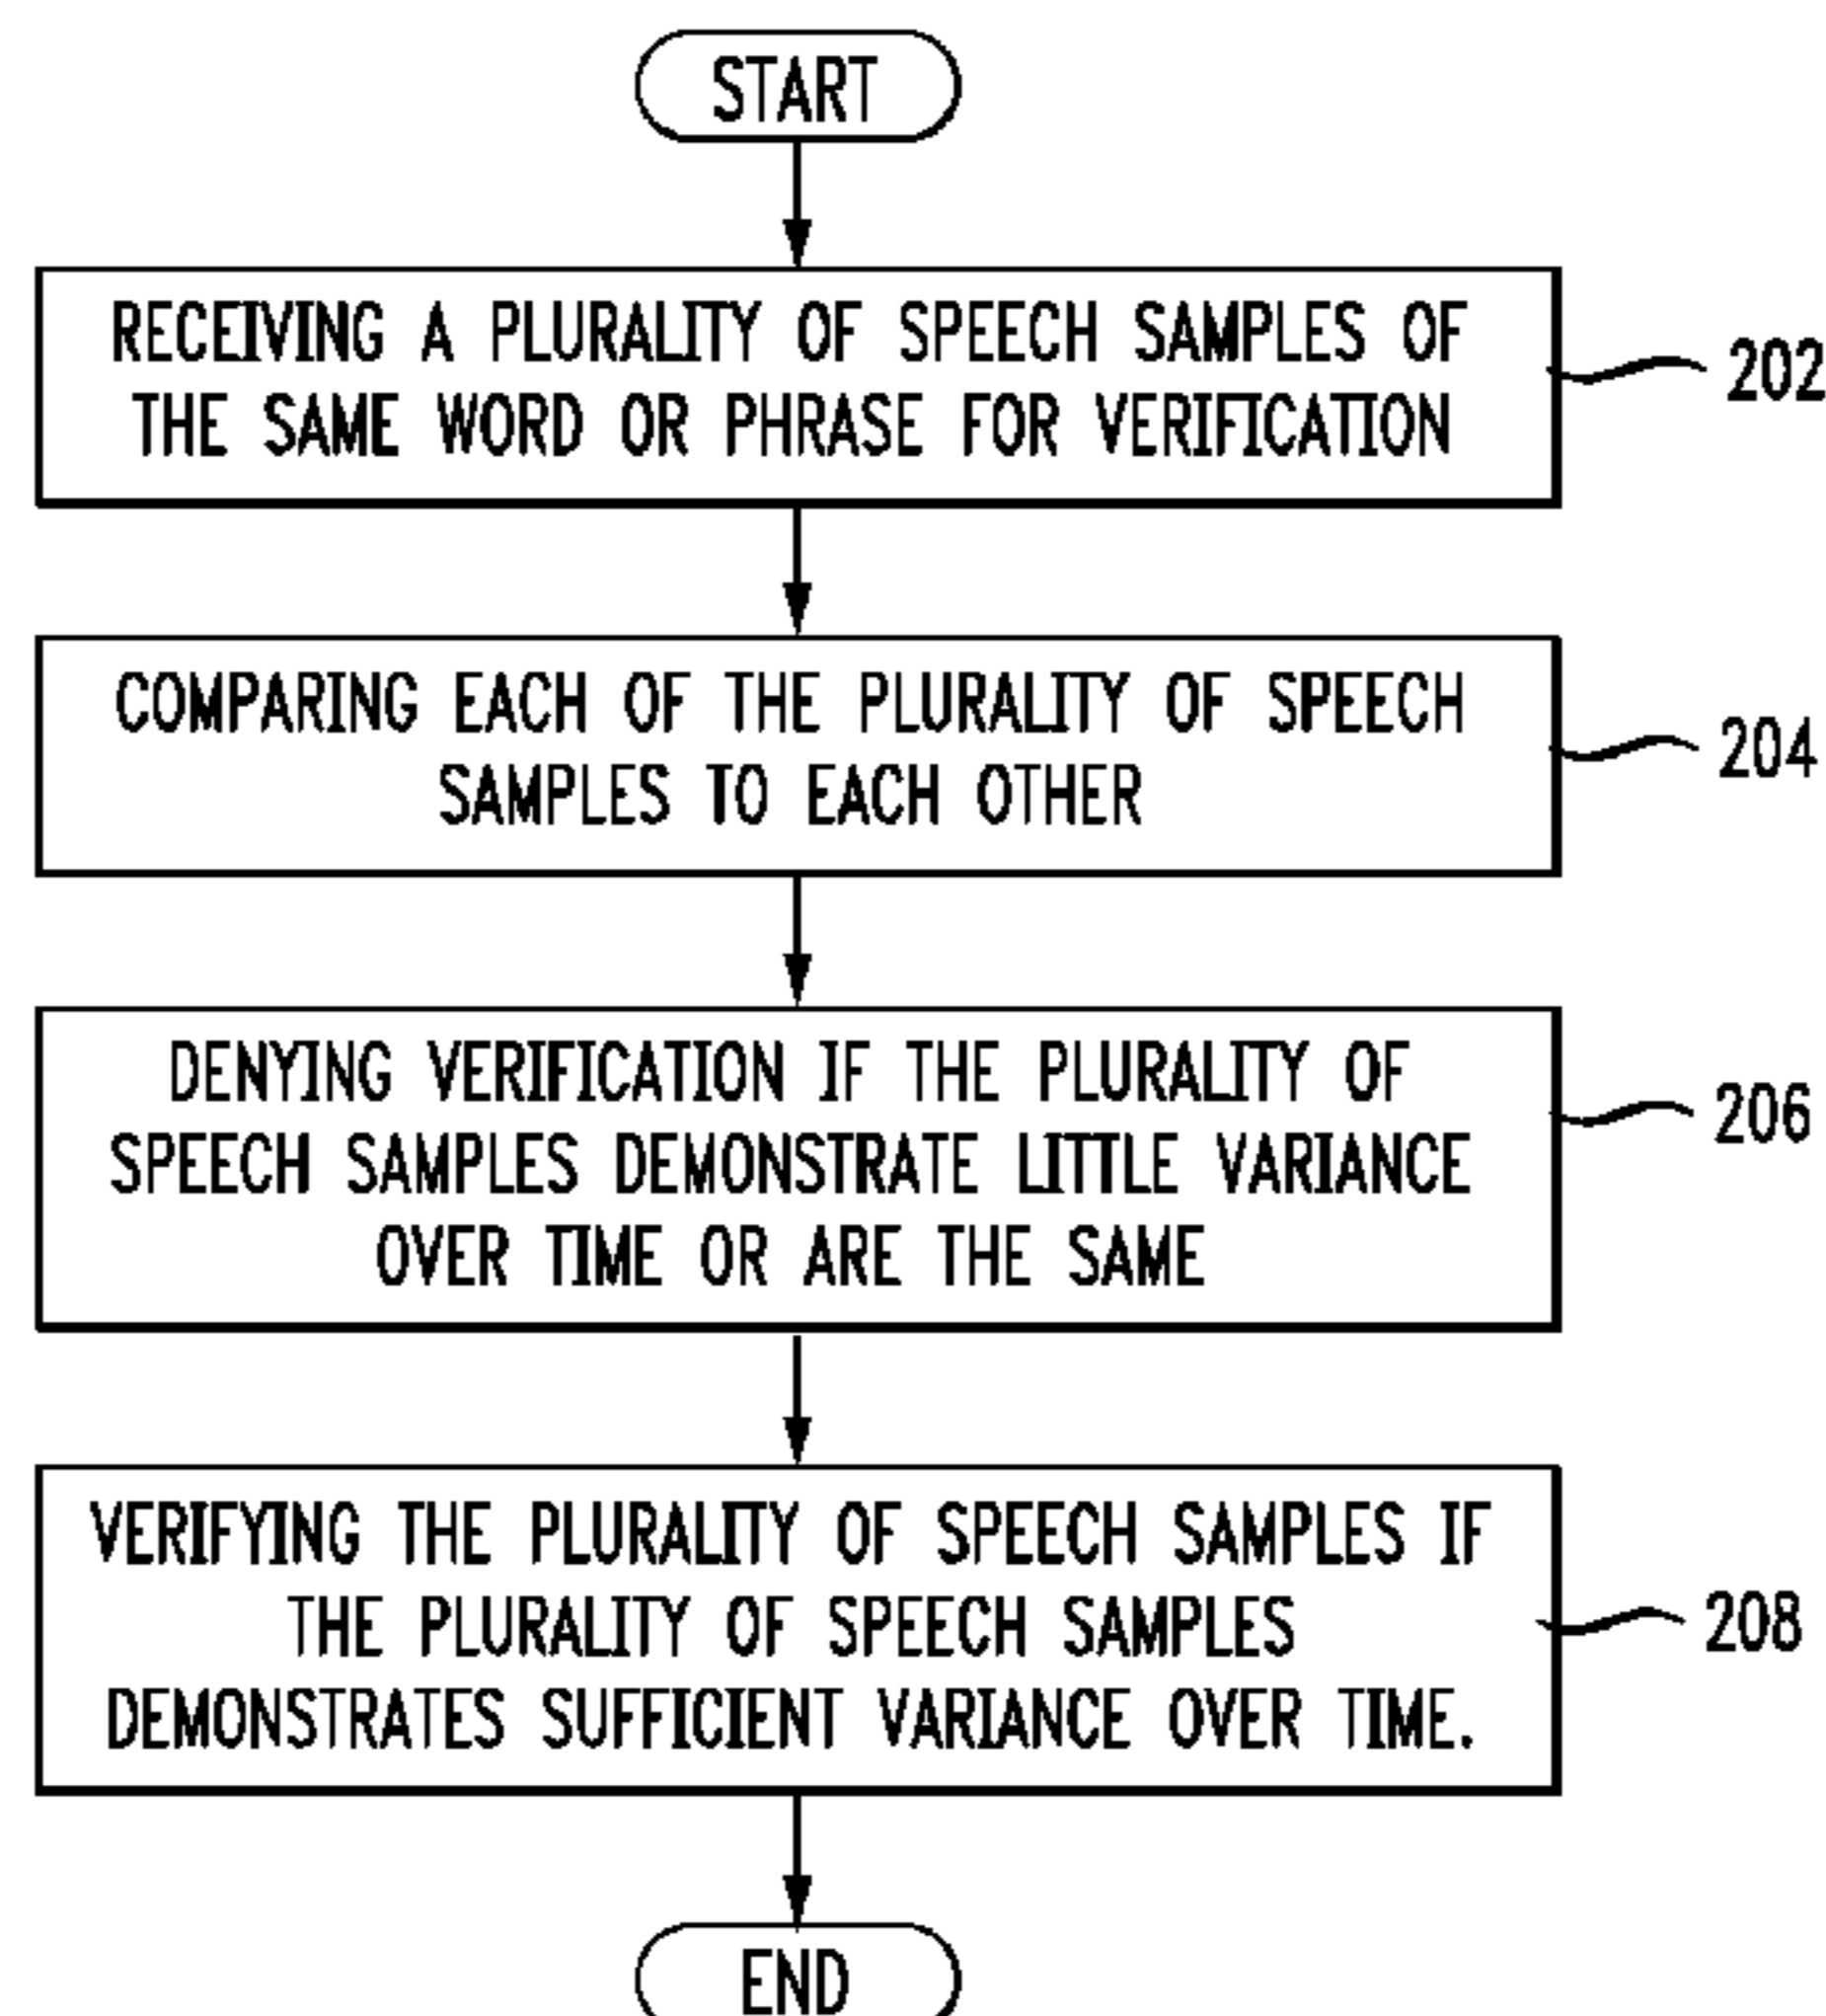 START
RECEIVING A PLURALITY OF SPEECH SAMPLES OF
THE SAME WORD OR PHRASE FOR VERIFICATION
202
COMPARING EACH OF THE PLURALITY OF SPEECH
SAMPLES TO EACH OTHER
204
DENYING VERIFICATION IF THE PLURALITY OF
SPEECH SAMPLES DEMONSTRATE LITTLE VARIANCE
OVER TIME OR ARE THE SAME
206
VERIFYING THE PLURALITY OF SPEECH SAMPLES IF
THE PLURALITY OF SPEECH SAMPLES
DEMONSTRATES SUFFICIENT VARIANCE OVER TIME.
208
END